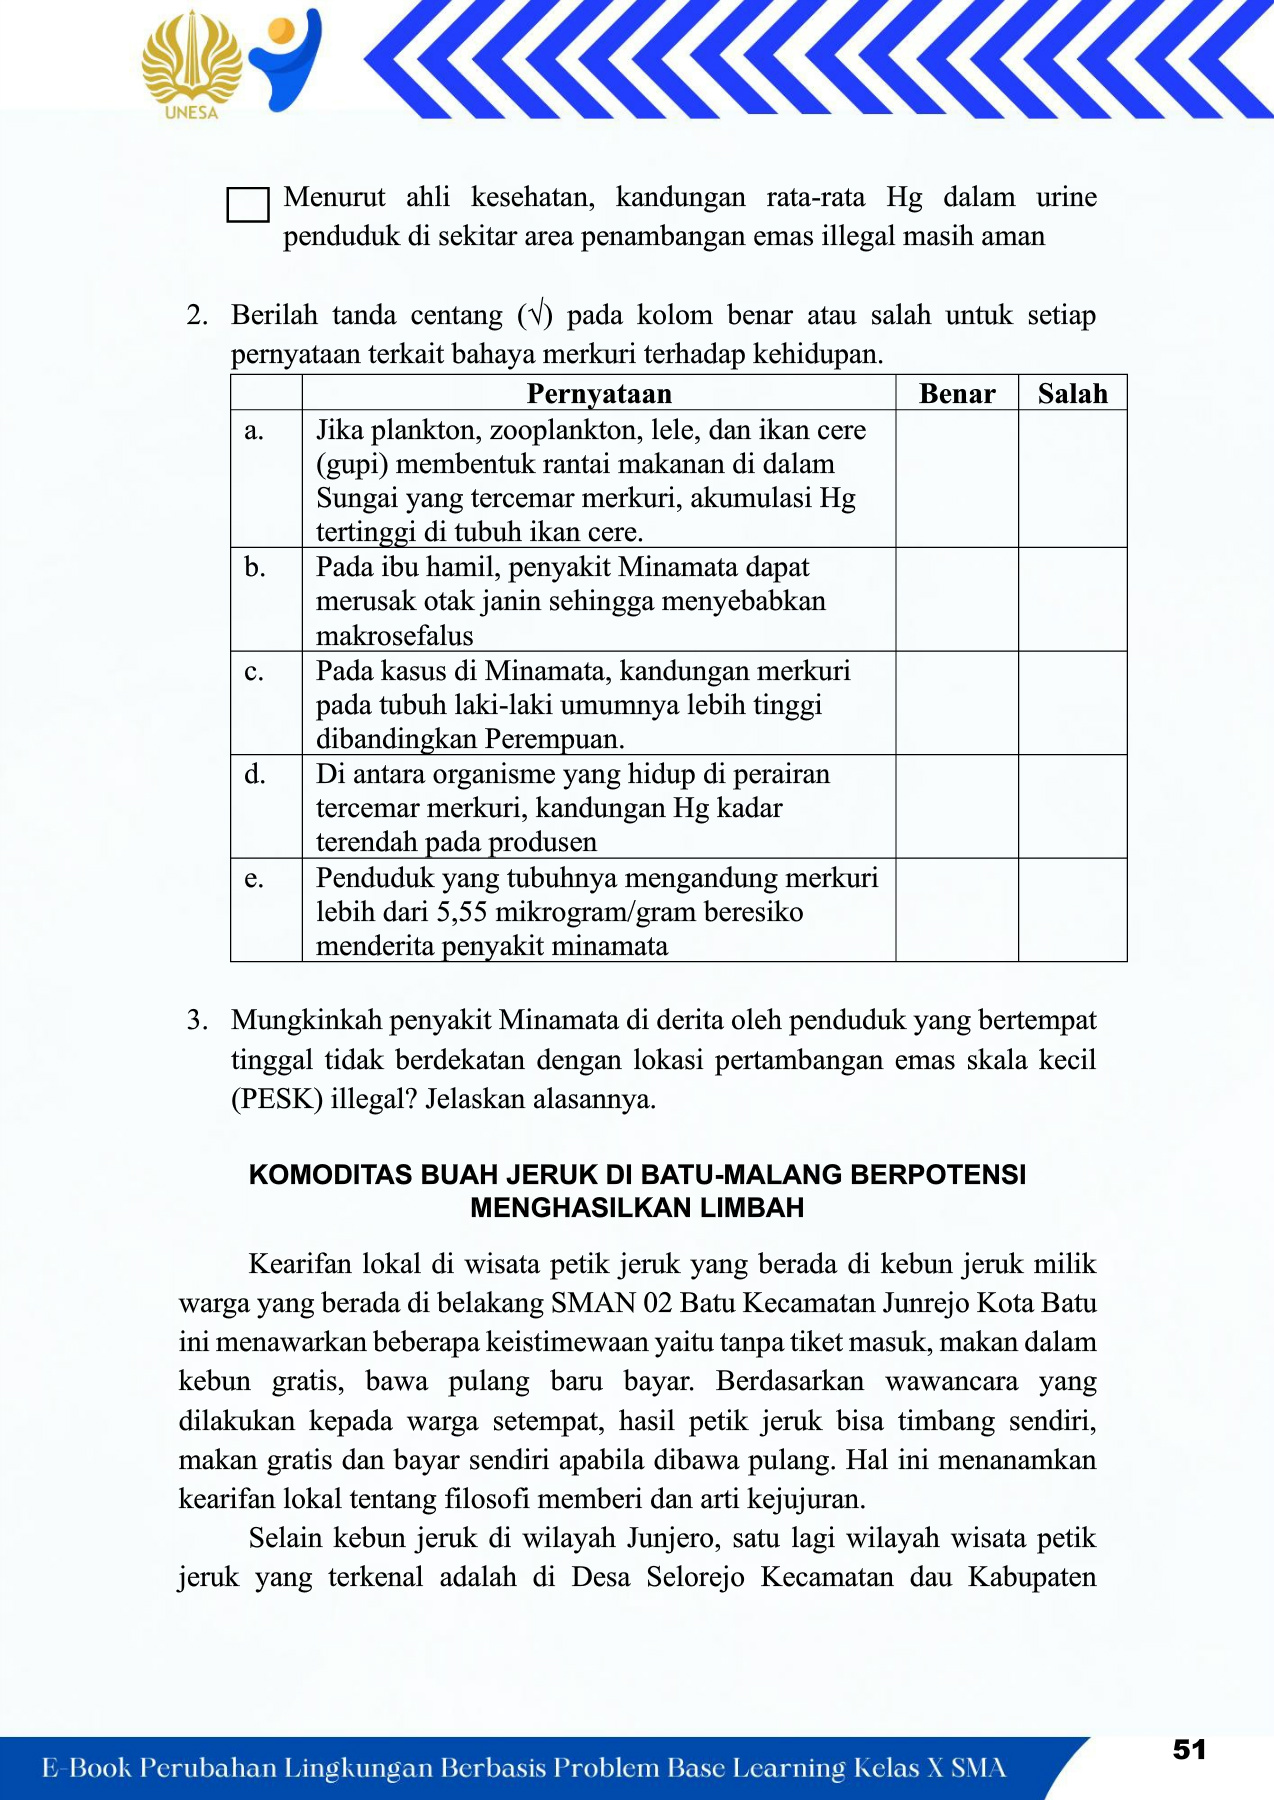 UNESA
Menurut ahli kesehatan, kandungan rata-rata Hg dalam urine
penduduk di sekitar area penambangan emas illegal masih aman
2. Berilah tanda centang (√) pada kolom benar atau salah untuk setiap
pernyataan terkait bahaya merkuri terhadap kehidupan.
Pernyataan Benar Salah
a. Jika plankton, zooplankton, lele, dan ikan cere
(gupi) membentuk rantai makanan di dalam
Sungai yang tercemar merkuri, akumulasi Hg
tertinggi di tubuh ikan cere.
b. Pada ibu hamil, penyakit Minamata dapat
merusak otak janin sehingga menyebabkan
makrosefalus
c. Pada kasus di Minamata, kandungan merkuri
pada tubuh laki-laki umumnya lebih tinggi
dibandingkan Perempuan.
d. Di antara organisme yang hidup di perairan
tercemar merkuri, kandungan Hg kadar
terendah pada produsen
e. Penduduk yang tubuhnya mengandung merkuri
lebih dari 5,55 mikrogram/gram beresiko
menderita penyakit minamata
3. Mungkinkah penyakit Minamata di derita oleh penduduk yang bertempat
tinggal tidak berdekatan dengan lokasi pertambangan emas skala kecil
(PESK) illegal? Jelaskan alasannya.
KOMODITAS BUAH JERUK DI BATU-MALANG BERPOTENSI
MENGHASILKAN LIMBAH
Kearifan lokal di wisata petik jeruk yang berada di kebun jeruk milik
warga yang berada di belakang SMAN 02 Batu Kecamatan Junrejo Kota Batu
ini menawarkan beberapa keistimewaan yaitu tanpa tiket masuk, makan dalam
kebun gratis, bawa pulang baru bayar. Berdasarkan wawancara yang
dilakukan kepada warga setempat, hasil petik jeruk bisa timbang sendiri,
makan gratis dan bayar sendiri apabila dibawa pulang. Hal ini menanamkan
kearifan lokal tentang filosofi memberi dan arti kejujuran.
Selain kebun jeruk di wilayah Junjero, satu lagi wilayah wisata petik
jeruk yang terkenal adalah di Desa Selorejo Kecamatan dau Kabupaten
E-Book Perubahan Lingkungan Berbasis Problem Base Learning Kelas X SMA
51